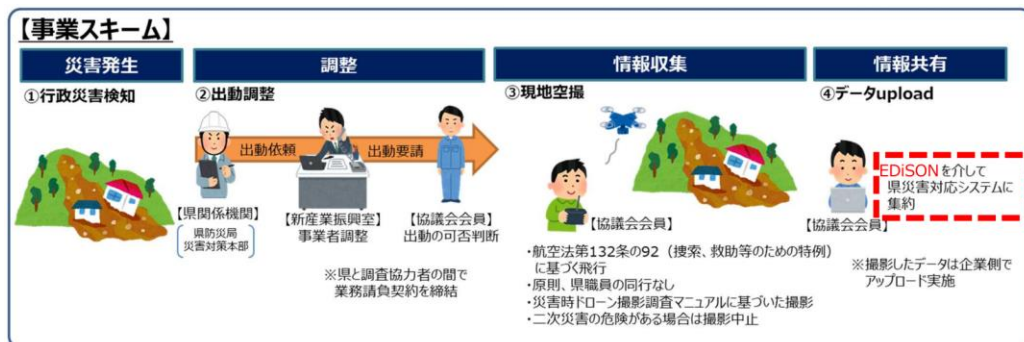 【事業スキーム】
災害発生
調整
情報収集
情報共有
①行政災害検知
②出動調整
③現地空撮
④データupload
出動依頼
出動要請
【県関係機関】
県防災局
災害対策本部
【新産業振興室】
事業者調整
【協議会会員】
出動の可否判断
※県と調査協力者の間で
業務請負契約を締結
【協議会会員】
・航空法第132条の92（捜索、救助等のための特例）
に基づく飛行
・原則、県職員の同行なし
・災害時ドローン撮影調査マニュアルに基づいた撮影
・二次災害の危険がある場合は撮影中止
EDiSONを介して
県災害対応システムに
集約
【協議会会員】
※撮影したデータは企業側で
アップロード実施